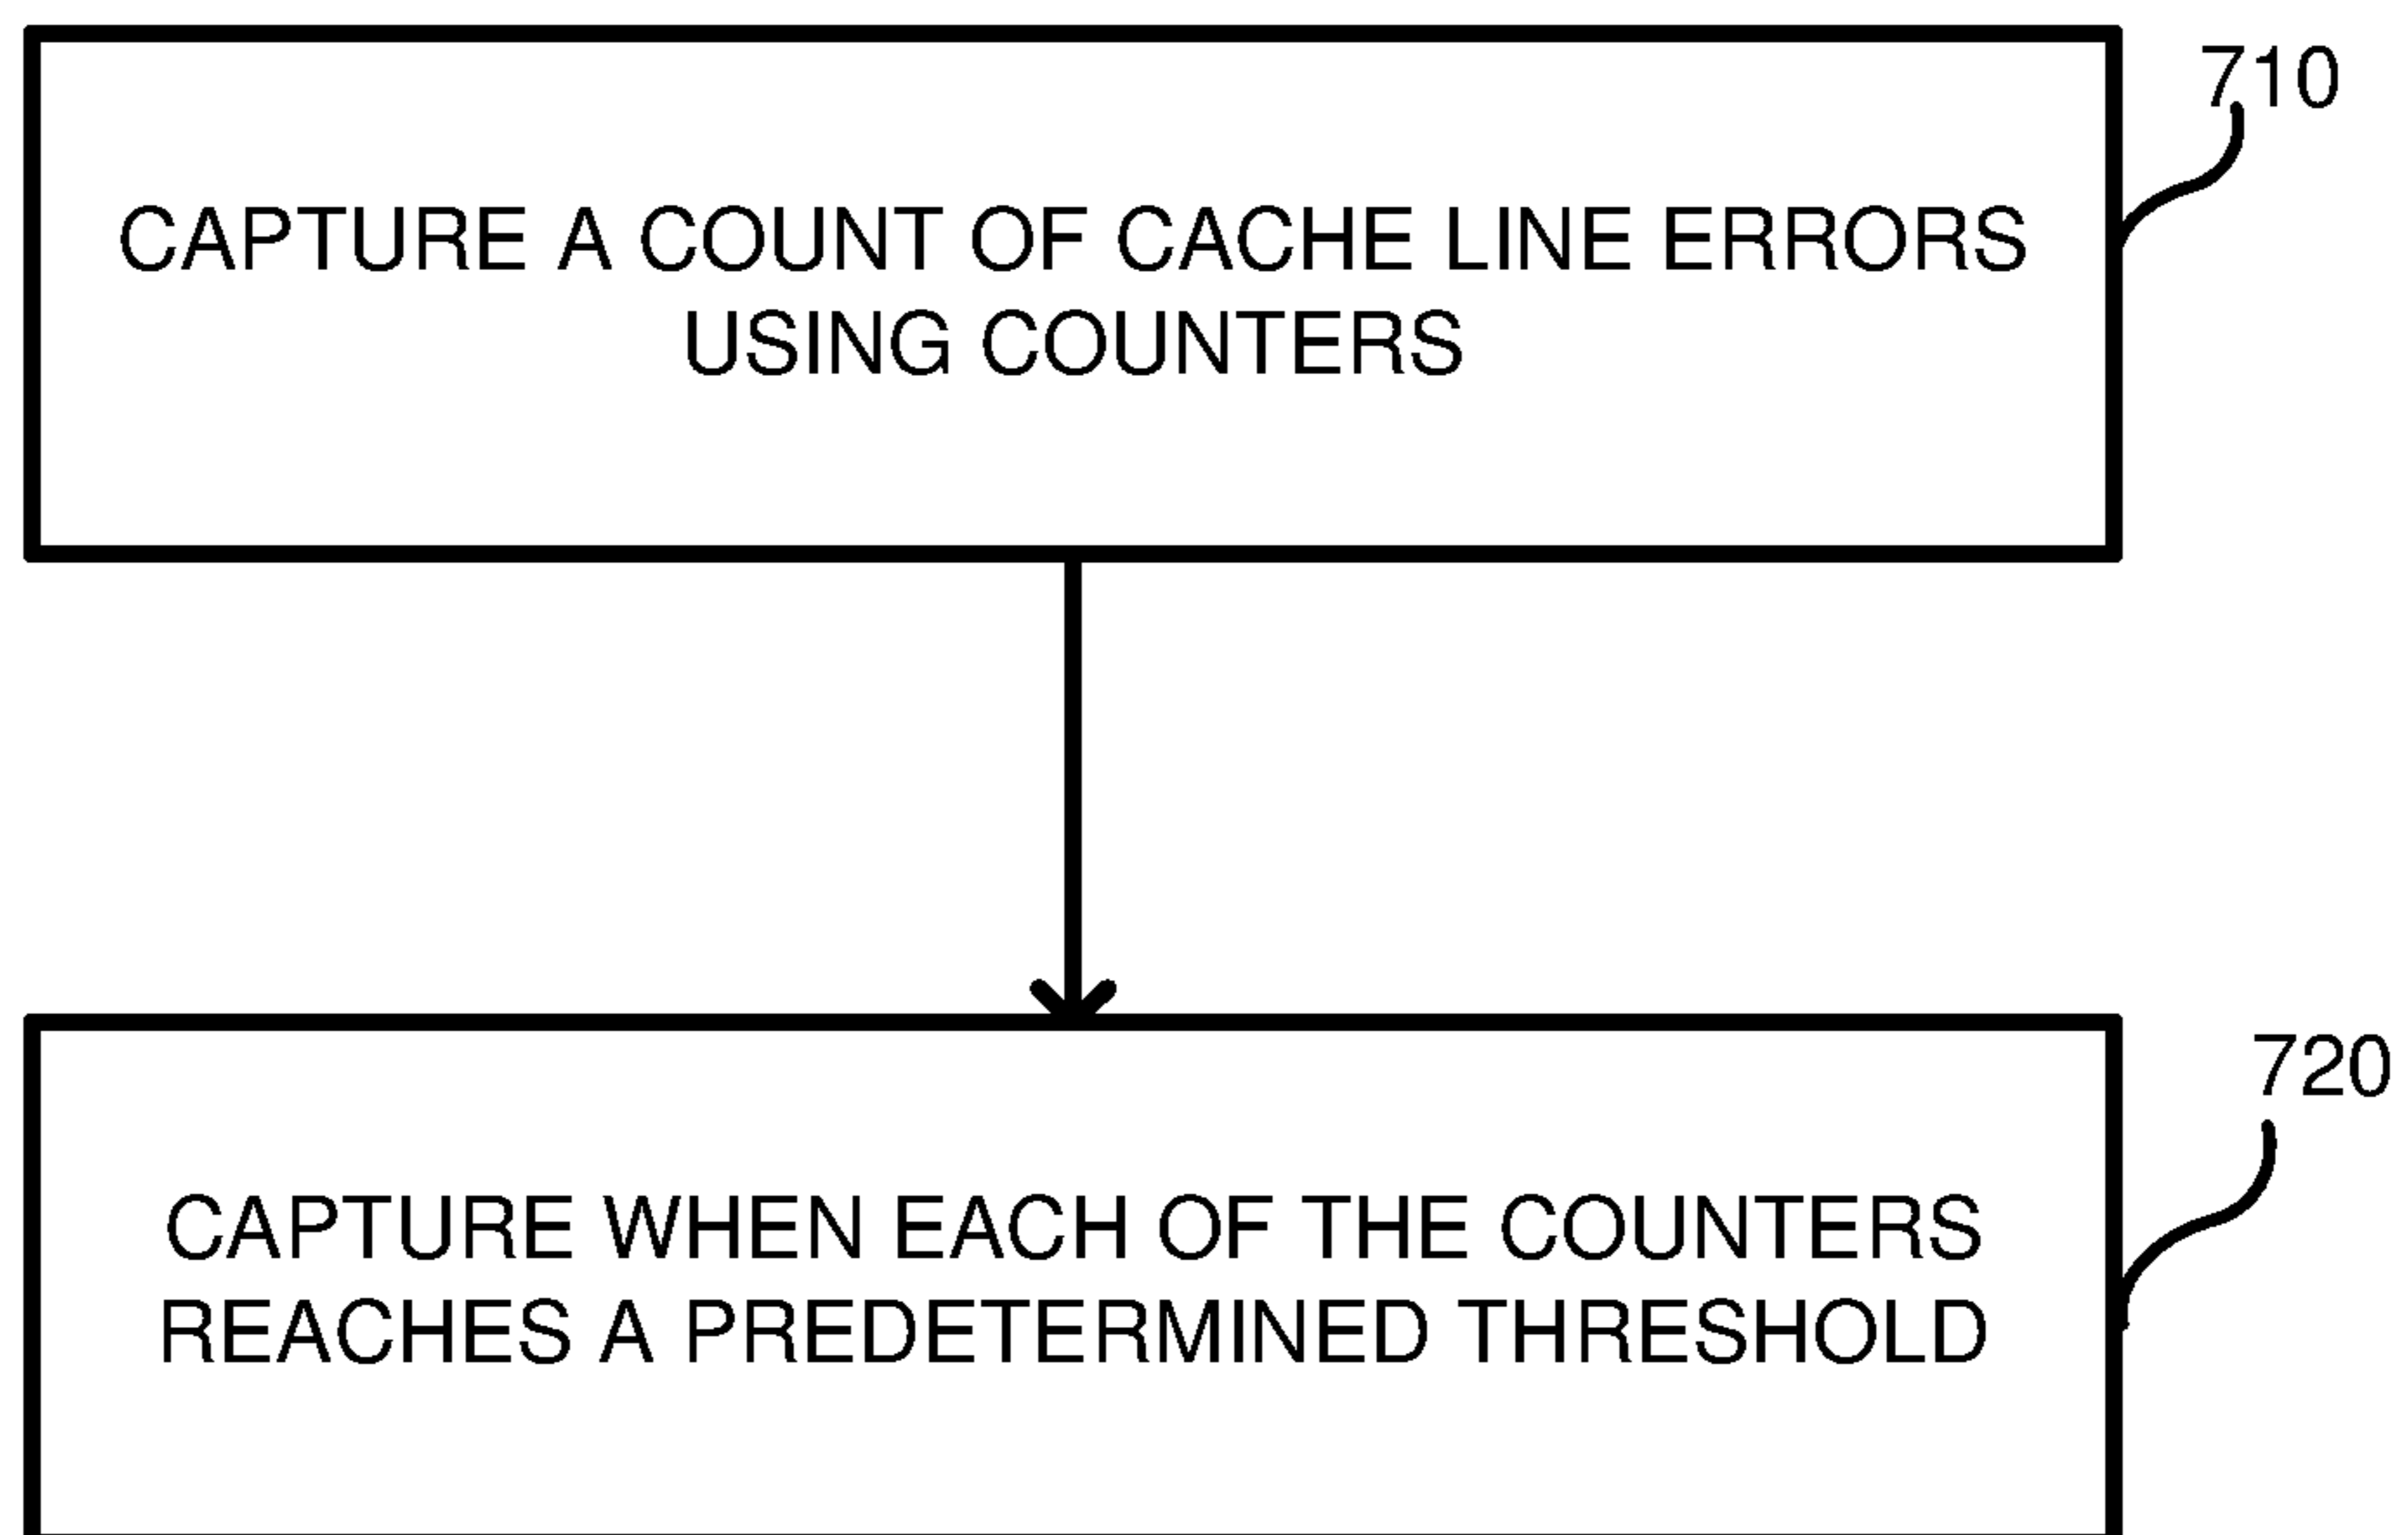 710
CAPTURE A COUNT OF CACHE LINE ERRORS
USING COUNTERS
720
CAPTURE WHEN EACH OF THE COUNTERS
REACHES A PREDETERMINED THRESHOLD